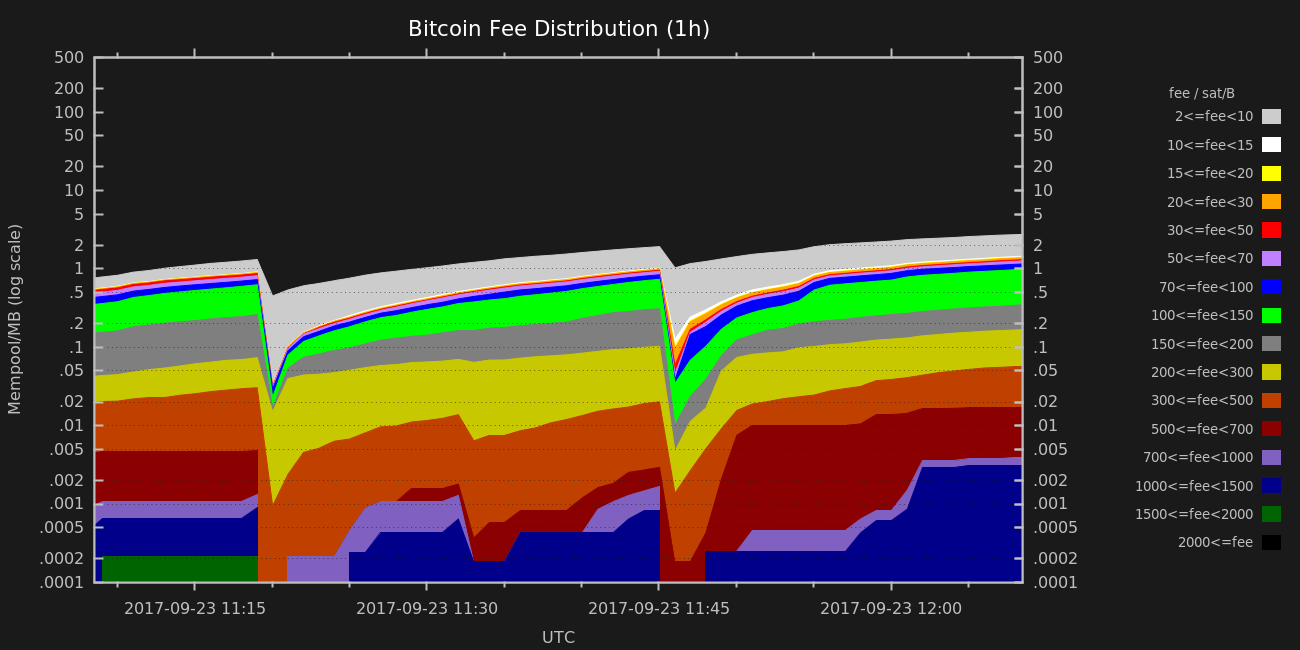 Bitcoin Fee Distribution (1h)
Mempool/MB (log scale)
500
200
100
50
20
10
5
2
1
.5
.2
.1
.05
.02
.01
.005
.002
.001
.0005
.0002
.0001
500
200
100
50
20
10
5
2
1
.5
.2
.1
.05
.02
.01
.005
.002
.001
.0005
.0002
.0001
2017-09-23 11:15
2017-09-23 11:30
2017-09-23 11:45
2017-09-23 12:00
UTC
fee / sat/B
2<=fee<10
10<=fee<15
15<=fee<20
20<=fee<30
30<=fee<50
50<=fee<70
70<=fee<100
100<=fee<150
150<=fee<200
200<=fee<300
300<=fee<500
500<=fee<700
700<=fee<1000
1000<=fee<1500
1500<=fee<2000
2000<=fee